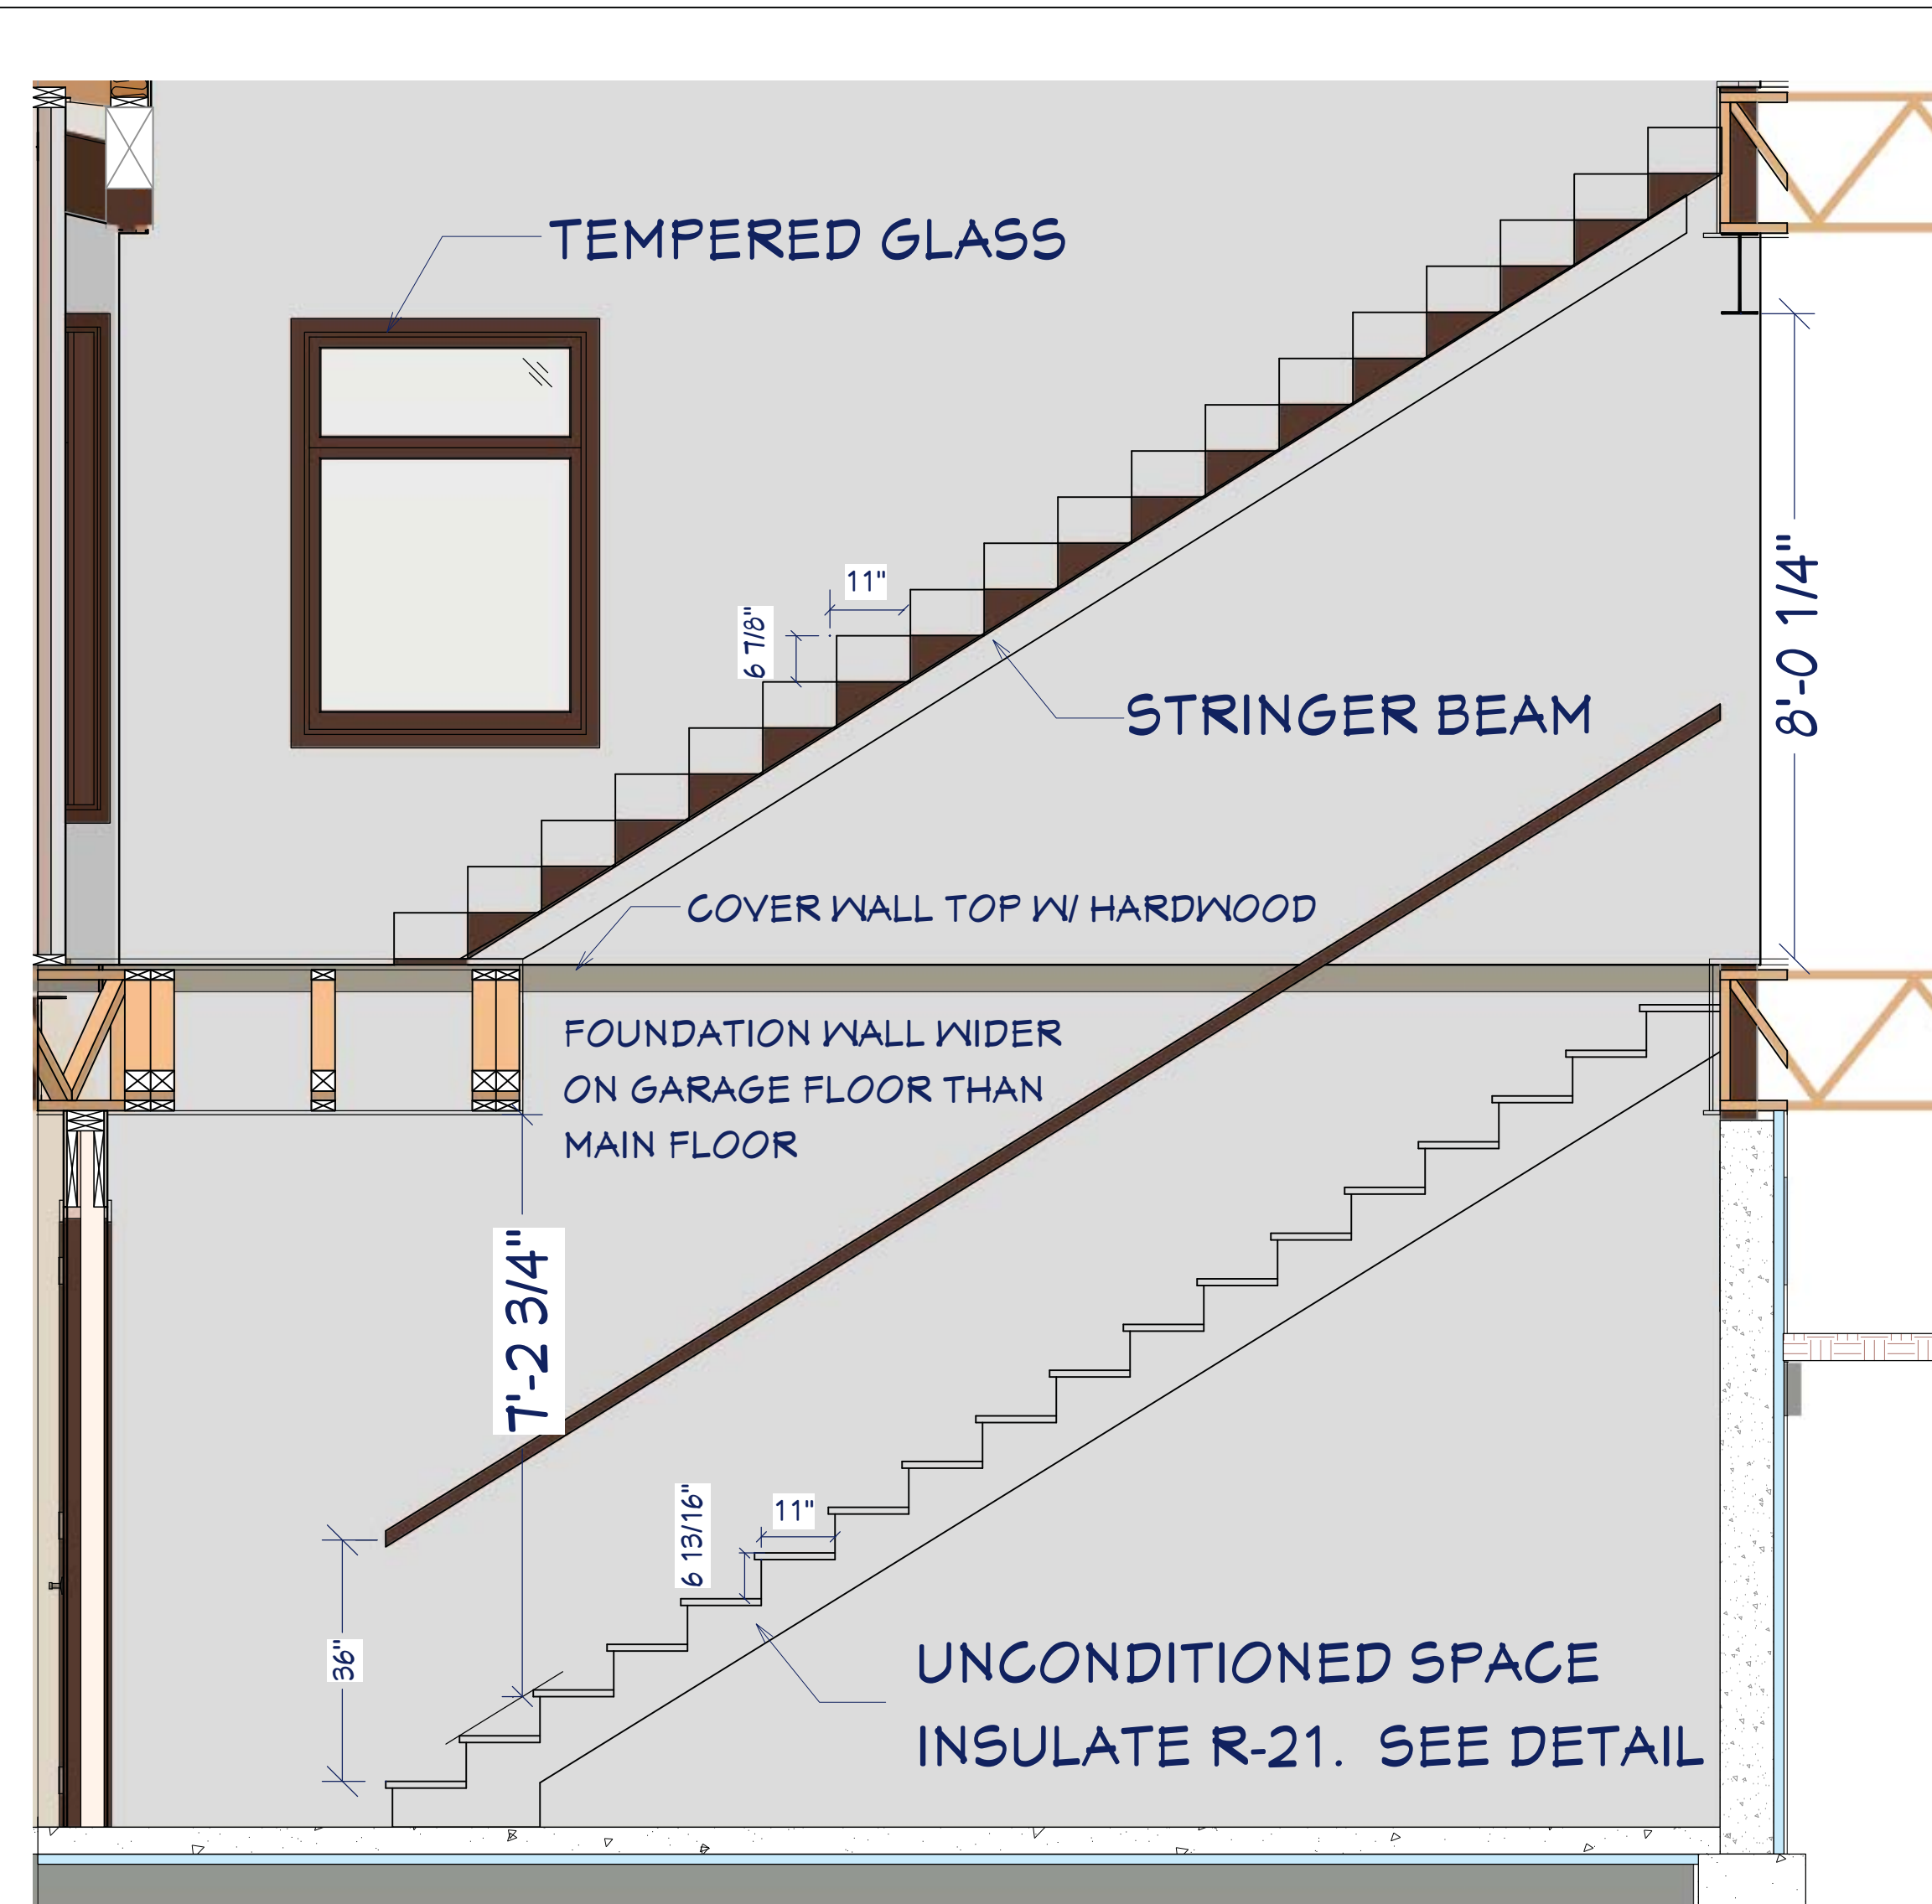 TEMPERED GLASS
11"
6 7/8"
8'-0 1/4"
STRINGER BEAM
COVER WALL TOP W/ HARDWOOD
FOUNDATION WALL WIDER
ON GARAGE FLOOR THAN
MAIN FLOOR
7'-2 3/4"
11"
6 13/16"
36"
UNCONDITIONED SPACE
INSULATE R-21. SEE DETAIL